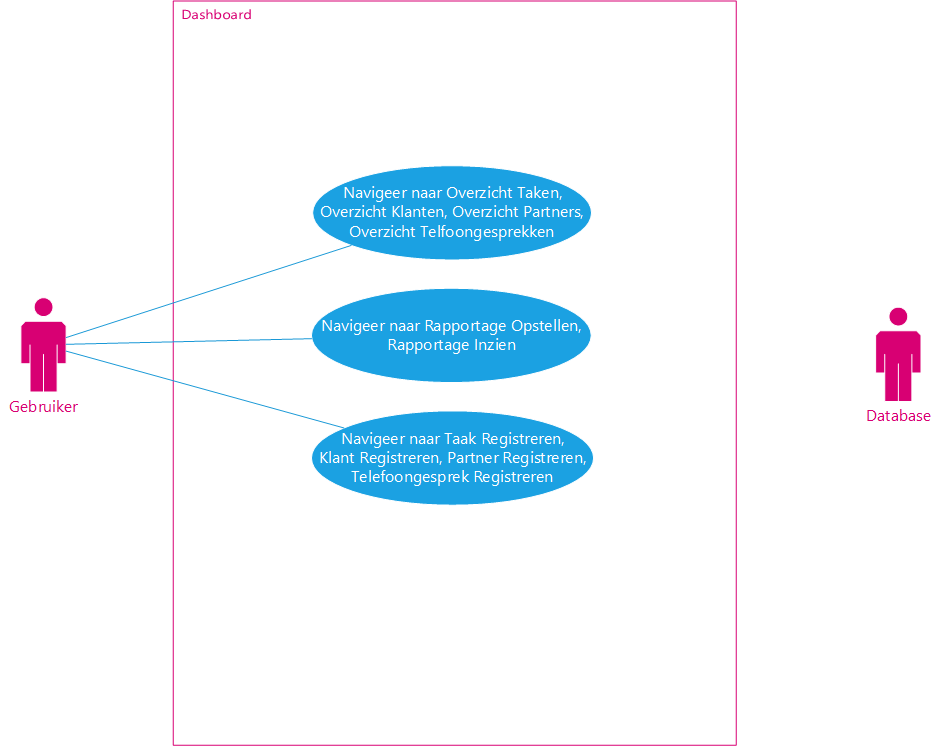 Dashboard
Navigeer naar Overzicht Taken,
Overzicht Klanten, Overzicht Partners,
Overzicht Telfoongesprekken
Navigeer naar Rapportage Opstellen,
Rapportage Inzien
Gebruiker
Database
Navigeer naar Taak Registreren,
Klant Registreren, Partner Registreren,
Telefoongesprek Registreren